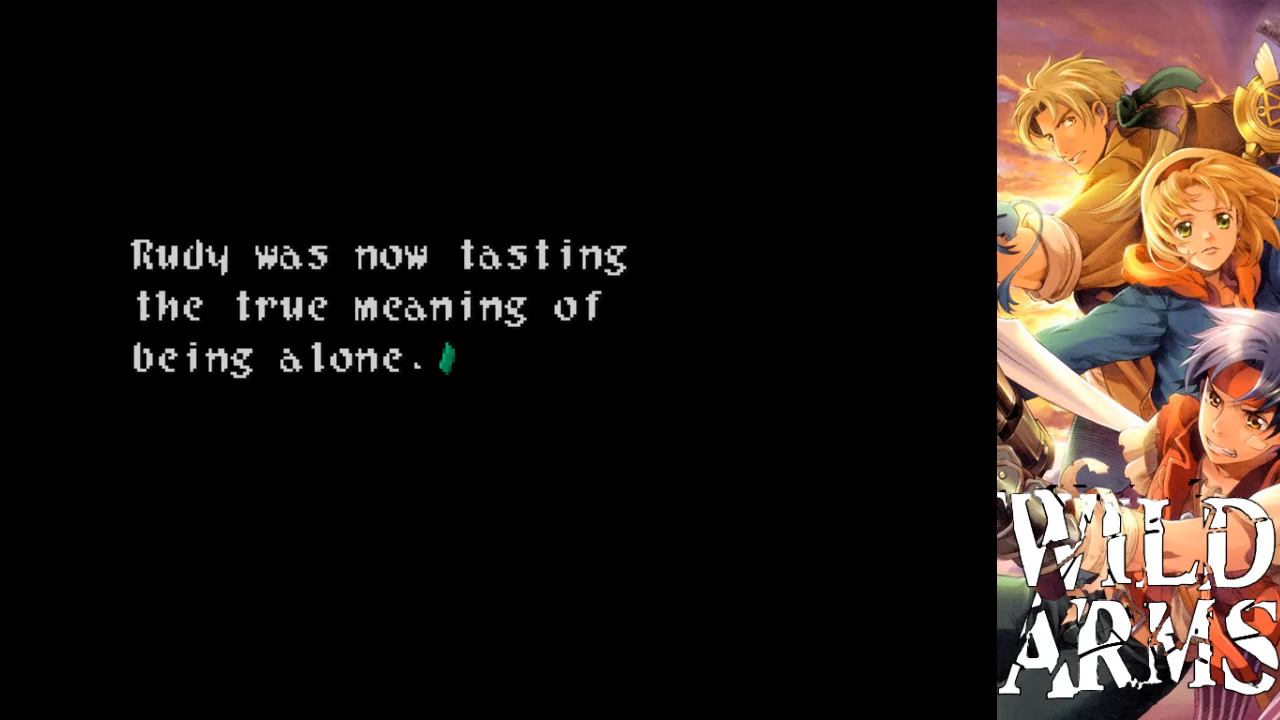 Rudy was now tasting
the true meaning of
being alone.
WILD
ARMS